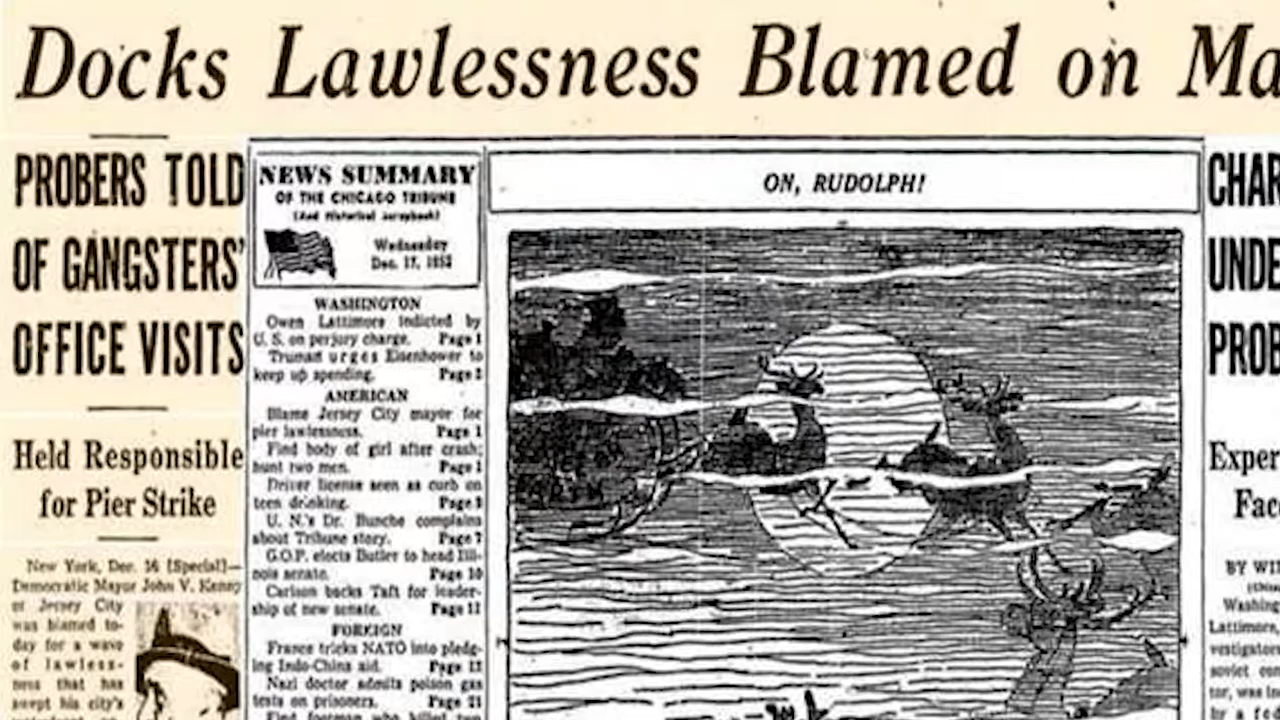 Docks Lawlessness Blamed on Ma
PROBERS TOLD
OF GANGSTERS'
OFFICE VISITS
Held Responsible
for Pier Strike
New York, Dec. 16 [Special]—
Democratic Mayor John V. Kenny
of Jersey City
was blamed to-
day for a wave
of lawless-
ness that has
swept his city's
NEWS SUMMARY
OF THE CHICAGO TRIBUNE
(And Historical Scrapbook)
Wednesday
Dec. 17, 1952
WASHINGTON
Owen Lattimore indicted by
U. S. on perjury charge. Page 1
Truman urges Eisenhower to
keep up spending. Page 2
AMERICAN
Blame Jersey City mayor for
pier lawlessness. Page 1
Find body of girl after crash;
hunt two men. Page 1
Driver license seen as curb on
teen drinking. Page 3
U. N.'s Dr. Bunche complains
about Tribune story. Page 7
G.O.P. elects Butler to head Illi-
nois senate. Page 10
Carlson backs Taft for leader-
ship of new senate. Page 11
FOREIGN
France tricks NATO into pledg-
ing Indo-China aid. Page 13
Nazi doctor admits poison gas
tests on prisoners. Page 21
Find footman who killed two
ON, RUDOLPH!
CHAR
UNDE
PROB
Exper
Fac
BY WI
Washing
Lattimore,
vestigators
soviet con
tor, was in
by a fed